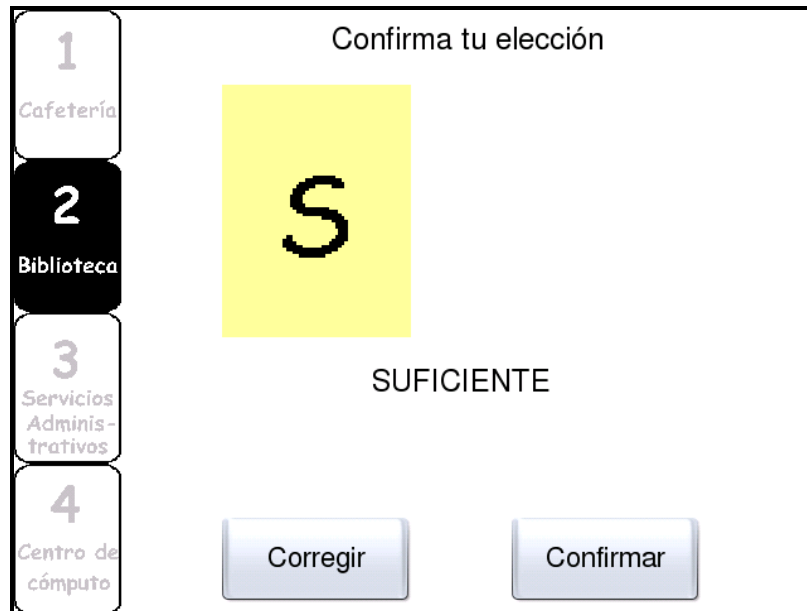 1
Cafetería
2
Biblioteca
3
Servicios
Adminis-
trativos
4
Centro de
cómputo
Confirma tu elección
S
SUFICIENTE
Corregir
Confirmar